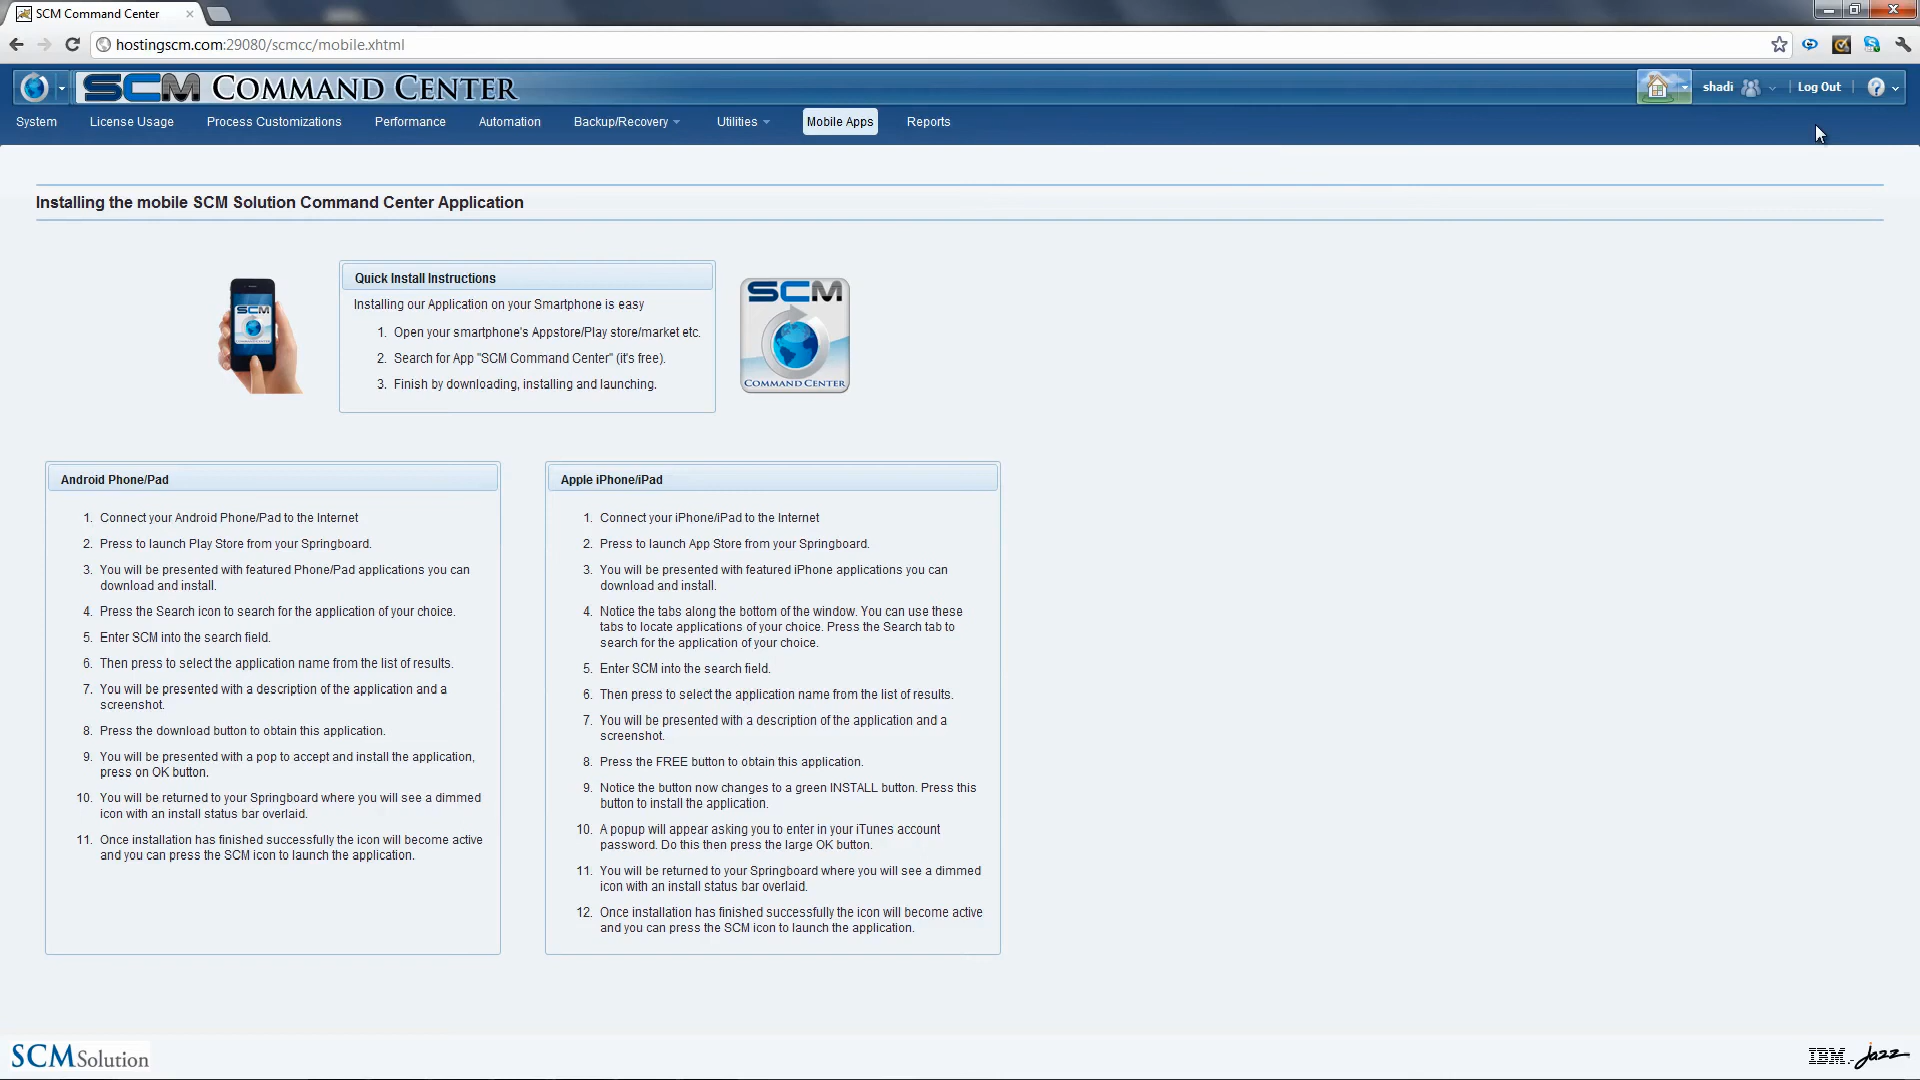 SCM Command Center
hostingscm.com:29080/scmcc/mobile.xhtml
SCM COMMAND CENTER
shadi
Log Out
System
License Usage
Process Customizations
Performance
Automation
Backup/Recovery
Utilities
Mobile Apps
Reports
Installing the mobile SCM Solution Command Center Application
SCM
Quick Install Instructions
Installing our Application on your Smartphone is easy
1. Open your smartphone's Appstore/Play store/market etc.
2. Search for App "SCM Command Center" (it's free).
3. Finish by downloading, installing and launching.
SCM
COMMAND CENTER
Android Phone/Pad
1. Connect your Android Phone/Pad to the Internet
2. Press to launch Play Store from your Springboard.
3. You will be presented with featured Phone/Pad applications you can
download and install.
4. Press the Search icon to search for the application of your choice.
5. Enter SCM into the search field.
6. Then press to select the application name from the list of results.
7. You will be presented with a description of the application and a
screenshot.
8. Press the download button to obtain this application.
9. You will be presented with a pop to accept and install the application,
press on OK button.
10. You will be returned to your Springboard where you will see a dimmed
icon with an install status bar overlaid.
11. Once installation has finished successfully the icon will become active
and you can press the SCM icon to launch the application.
Apple iPhone/iPad
1. Connect your iPhone/iPad to the Internet
2. Press to launch App Store from your Springboard.
3. You will be presented with featured iPhone applications you can
download and install.
4. Notice the tabs along the bottom of the window. You can use these
tabs to locate applications of your choice. Press the Search tab to
search for the application of your choice.
5. Enter SCM into the search field.
6. Then press to select the application name from the list of results.
7. You will be presented with a description of the application and a
screenshot.
8. Press the FREE button to obtain this application.
9. Notice the button now changes to a green INSTALL button. Press this
button to install the application.
10. A popup will appear asking you to enter in your iTunes account
password. Do this then press the large OK button.
11. You will be returned to your Springboard where you will see a dimmed
icon with an install status bar overlaid.
12. Once installation has finished successfully the icon will become active
and you can press the SCM icon to launch the application.
SCM Solution
IBM. Jazz